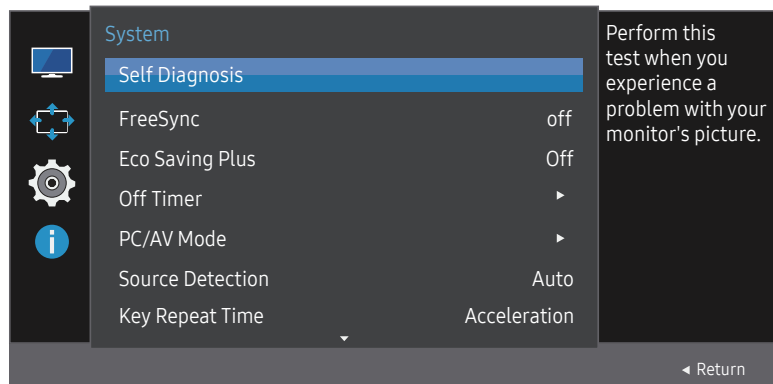 System
Self Diagnosis
FreeSync off
Eco Saving Plus Off
Off Timer ►
PC/AV Mode ►
Source Detection Auto
Key Repeat Time Acceleration
Perform this
test when you
experience a
problem with your
monitor's picture.
◄ Return